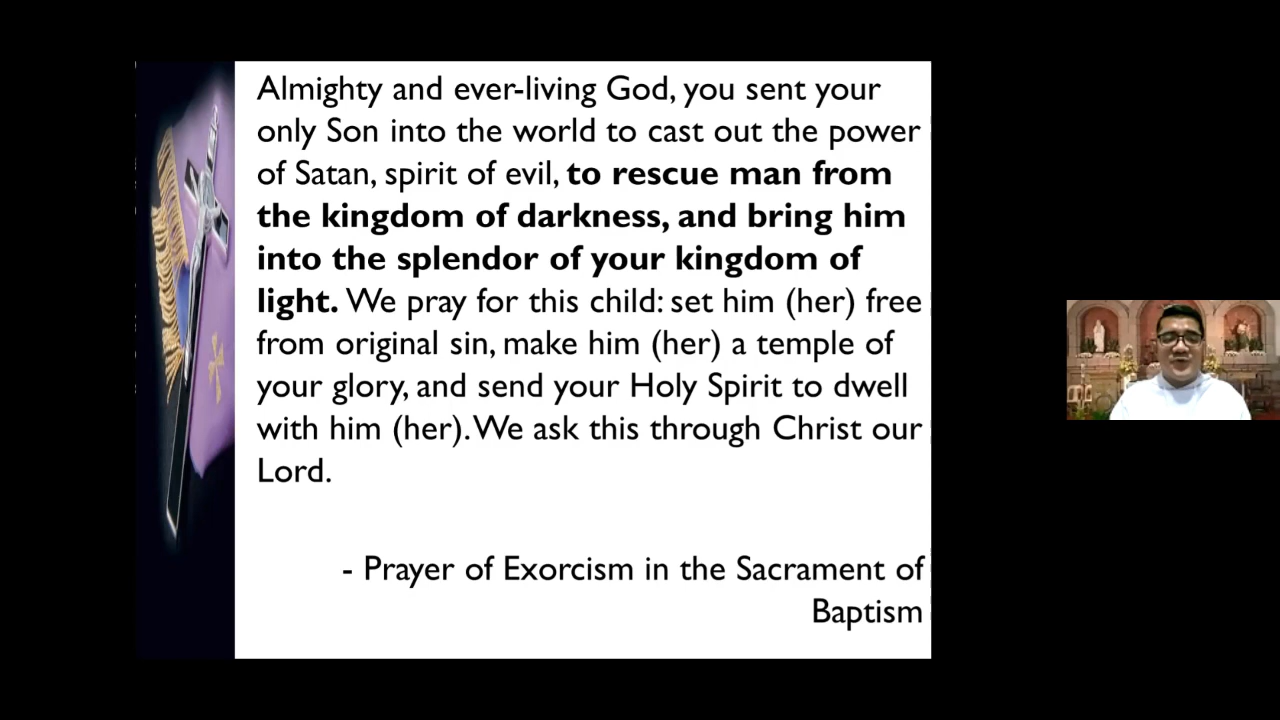 Almighty and ever-living God, you sent your
only Son into the world to cast out the power
of Satan, spirit of evil, to rescue man from
the kingdom of darkness, and bring him
into the splendor of your kingdom of
light. We pray for this child: set him (her) free
from original sin, make him (her) a temple of
your glory, and send your Holy Spirit to dwell
with him (her). We ask this through Christ our
Lord.
- Prayer of Exorcism in the Sacrament of
Baptism